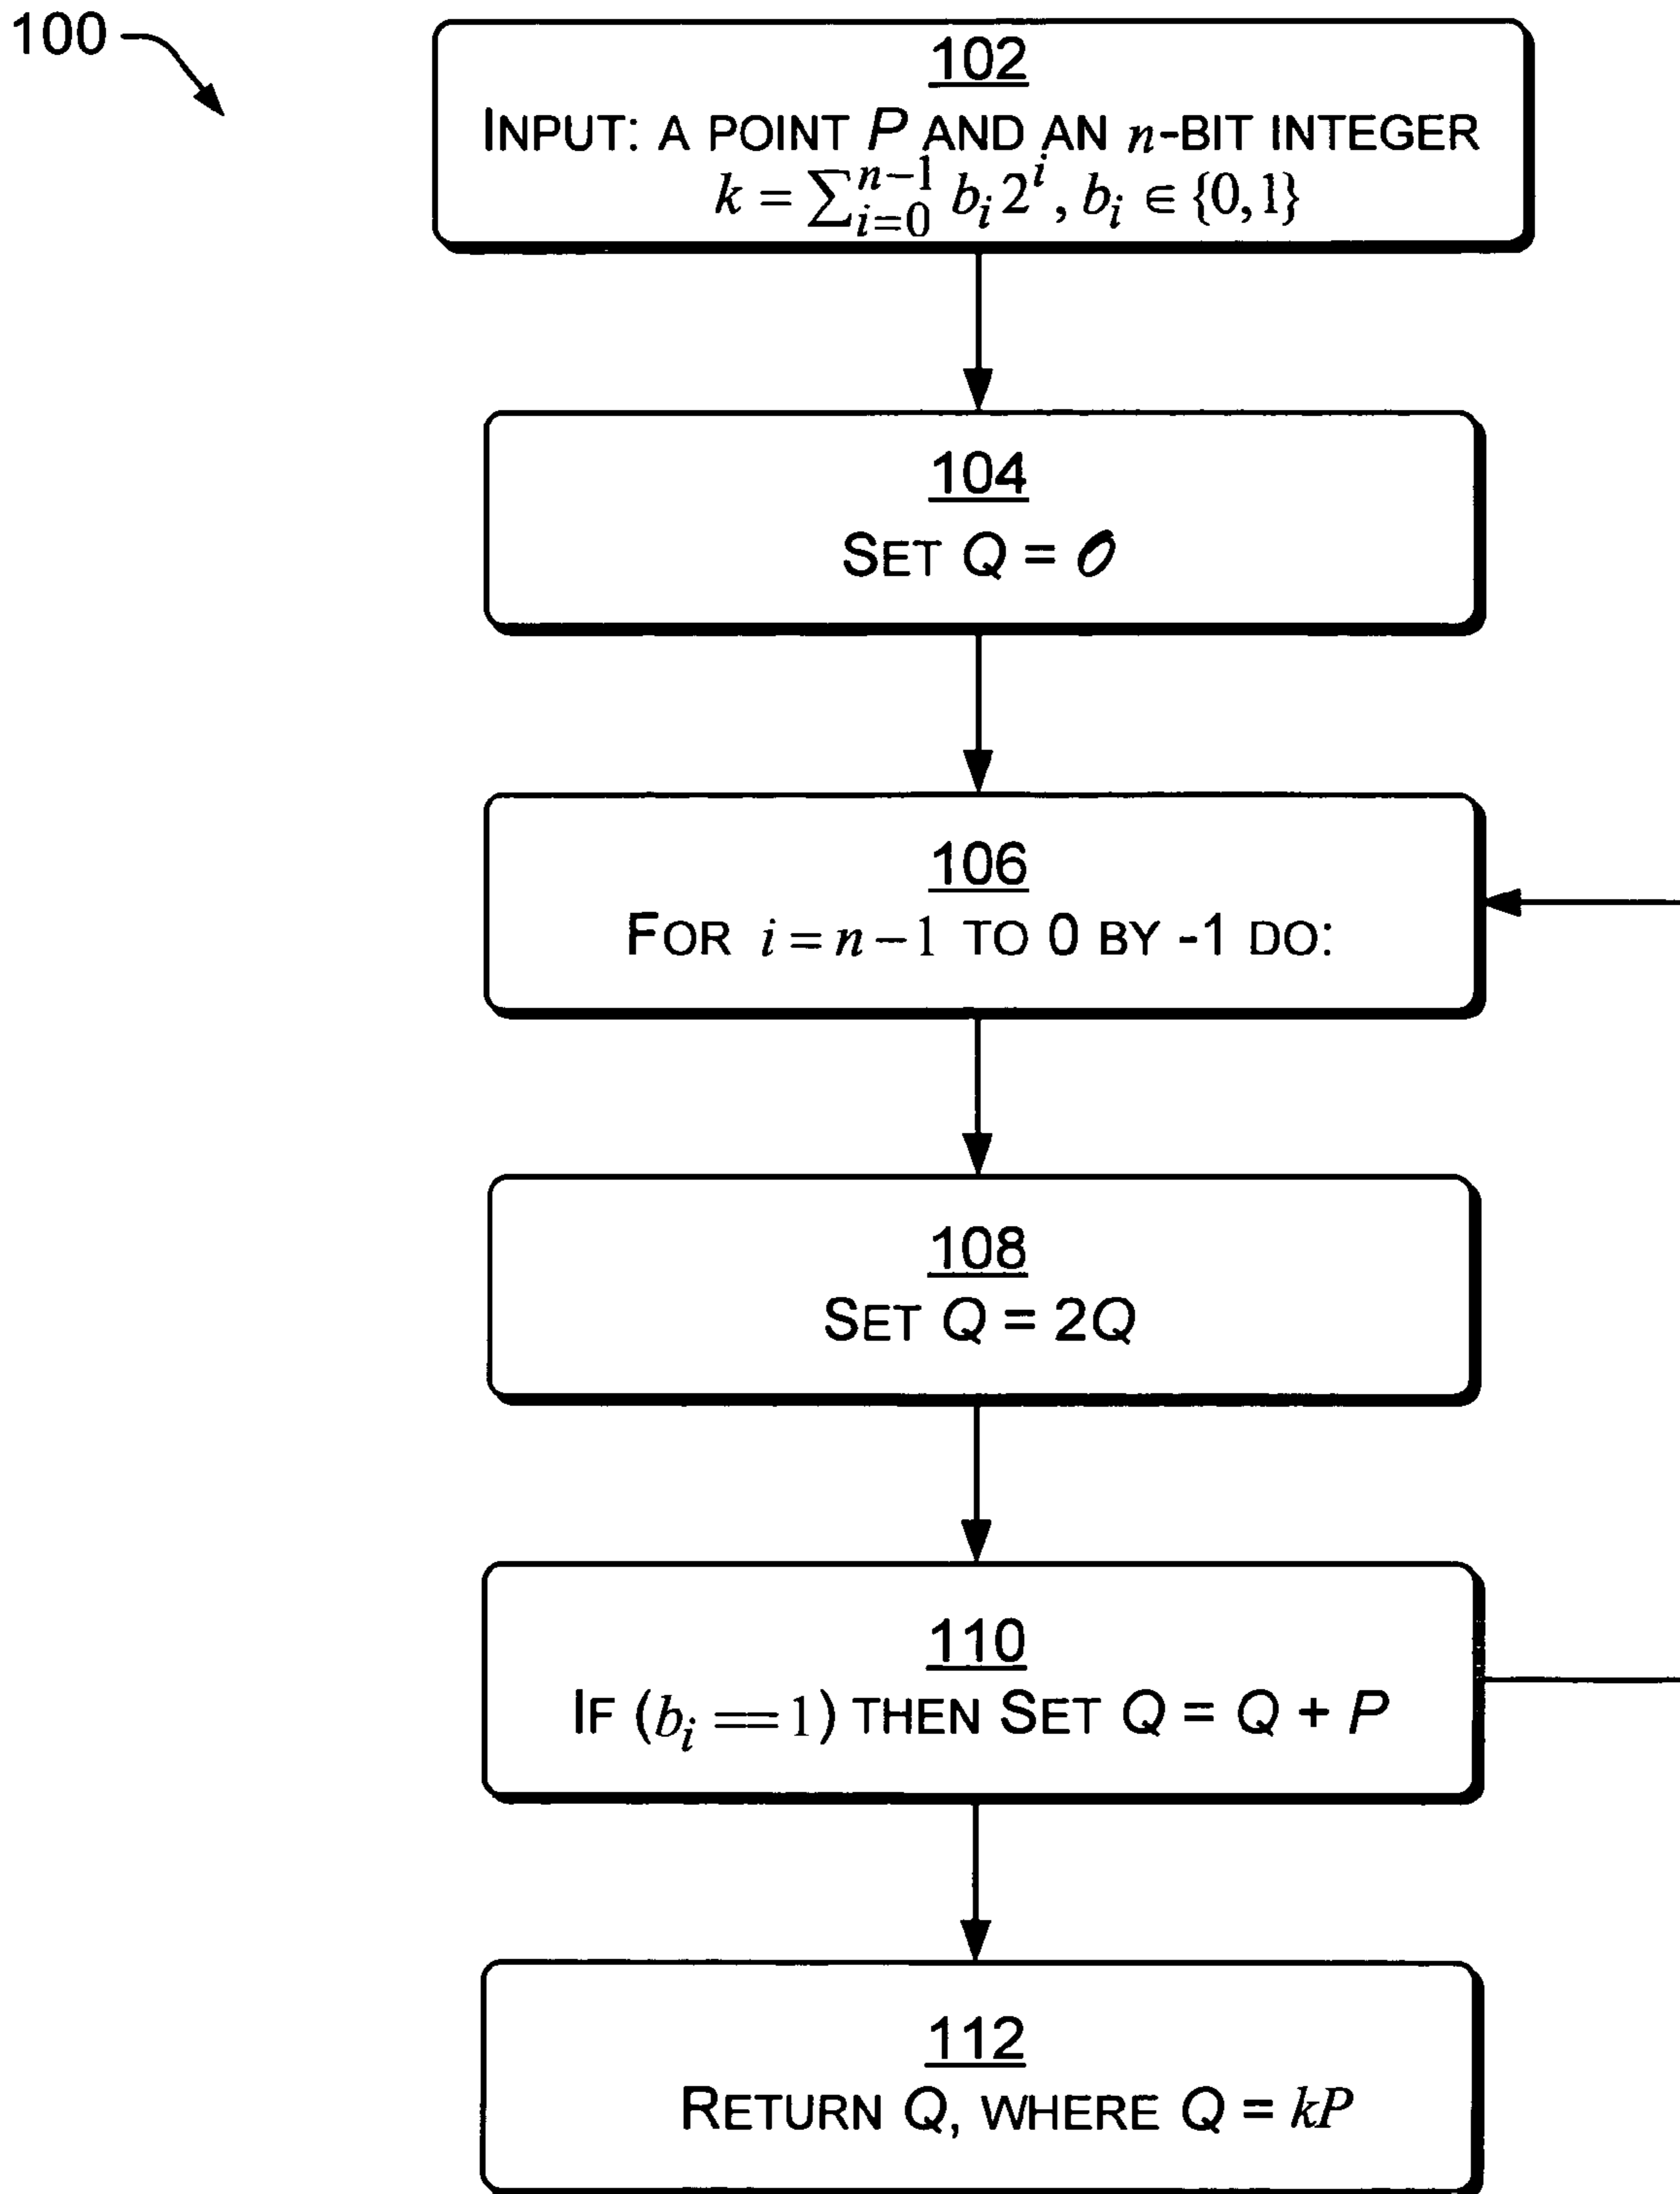 100
102
INPUT: A POINT P AND AN n-BIT INTEGER
k = ∑_{i=0}^{n-1} b_i 2^i, b_i ∈ {0,1}
104
SET Q = 𝒪
106
FOR i = n−1 TO 0 BY -1 DO:
108
SET Q = 2Q
110
IF (b_i == 1) THEN SET Q = Q + P
112
RETURN Q, WHERE Q = kP